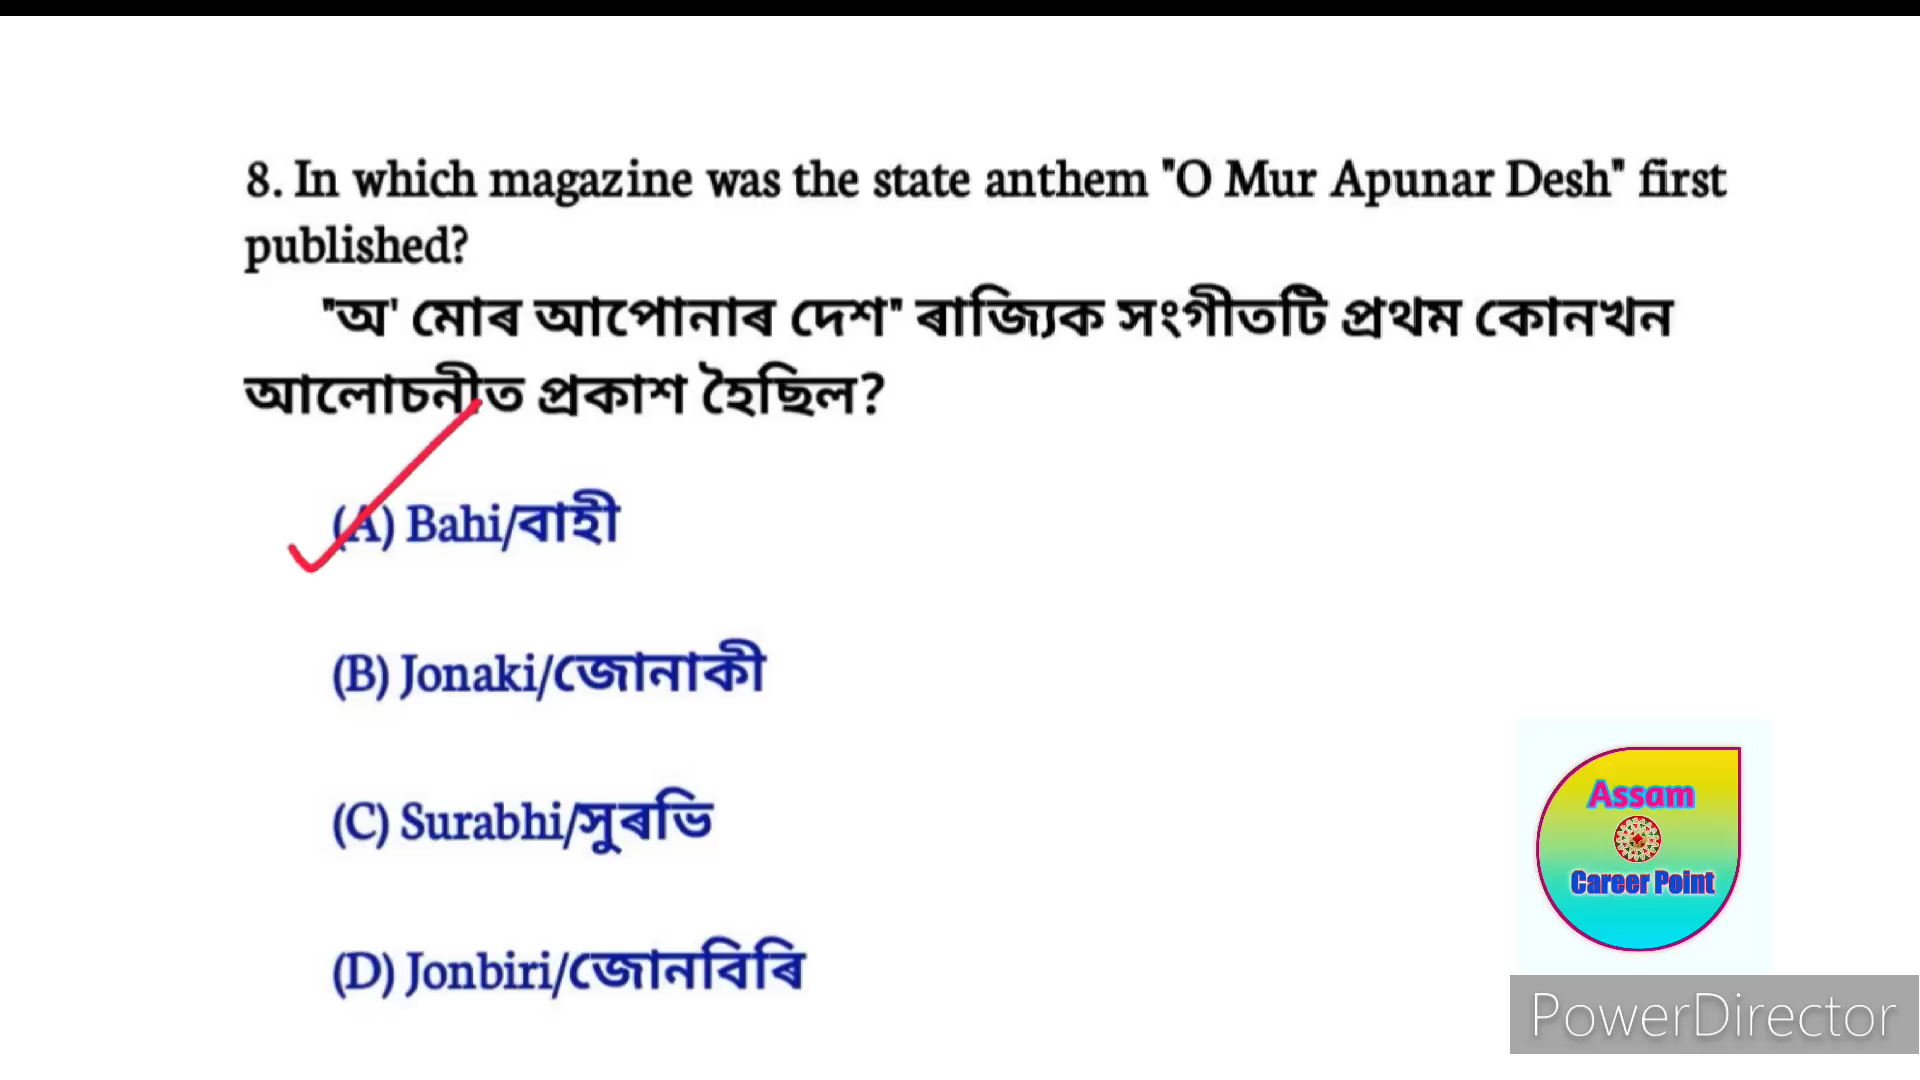 8. In which magazine was the state anthem "O Mur Apunar Desh" first
published?
"অ' মোৰ আপোনাৰ দেশ" ৰাজ্যিক সংগীতটি প্ৰথম কোনখন
আলোচনীত প্ৰকাশ হৈছিল?
(A) Bahi/বাহী
(B) Jonaki/জোনাকী
(C) Surabhi/সুৰভি
(D) Jonbiri/জোনবিৰি
Assam
Career Point
PowerDirector